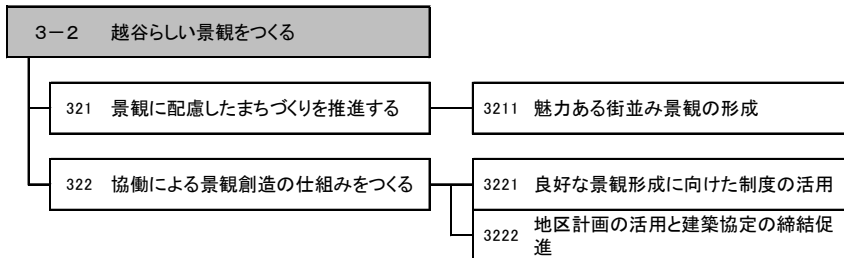 ３－２　越谷らしい景観をつくる
321 景観に配慮したまちづくりを推進する
3211 魅力ある街並み景観の形成
322 協働による景観創造の仕組みをつくる
3221 良好な景観形成に向けた制度の活用
3222 地区計画の活用と建築協定の締結促
進